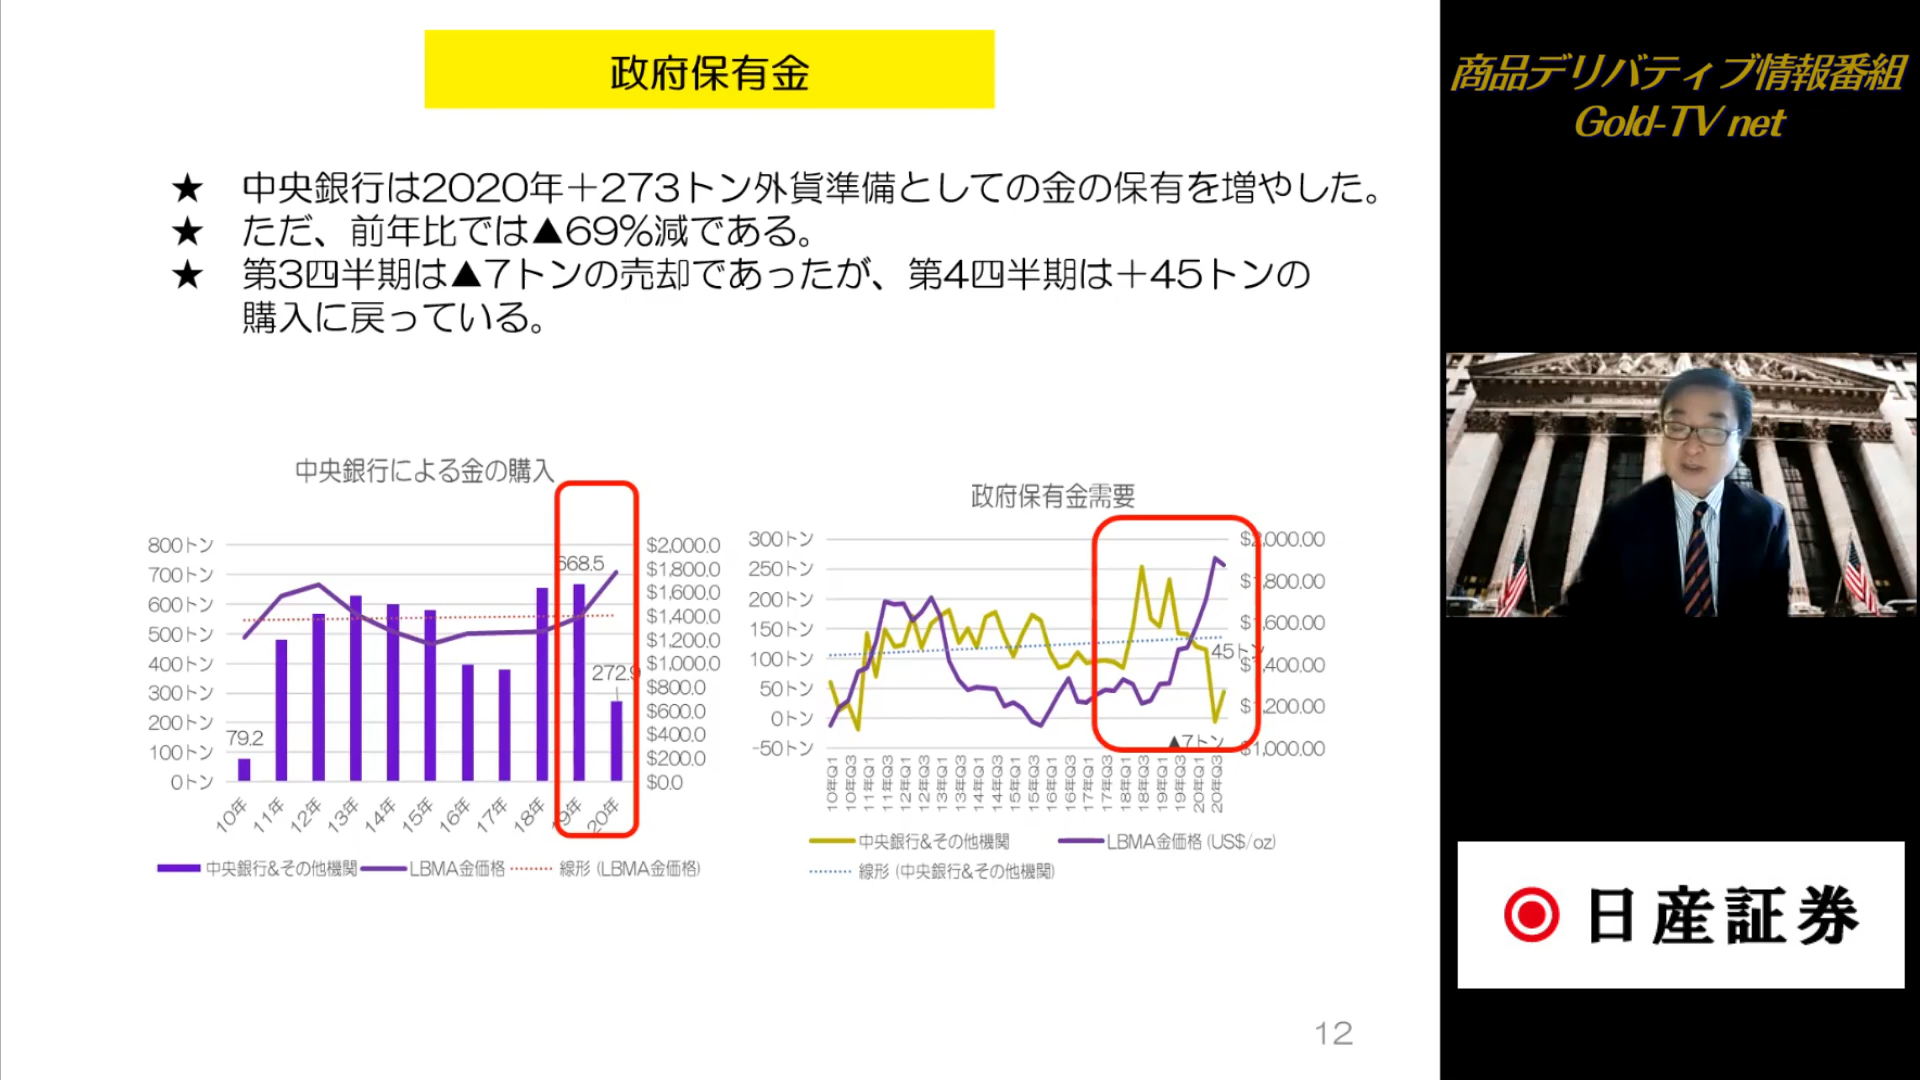 政府保有金
商品デリバティブ情報番組
Gold-TV net
★ 中央銀行は2020年＋273トン外貨準備としての金の保有を増やした。
★ ただ、前年比では▲69%減である。
★ 第3四半期は▲7トンの売却であったが、第4四半期は＋45トンの
購入に戻っている。
中央銀行による金の購入
800トン
700トン
600トン
500トン
400トン
300トン
200トン
100トン
0トン
$2,000.0
$1,800.0
$1,600.0
$1,400.0
$1,200.0
$1,000.0
$800.0
$600.0
$400.0
$200.0
$0.0
79.2
668.5
272.9
10年 11年 12年 13年 14年 15年 16年 17年 18年 19年 20年
中央銀行&その他機関 LBMA金価格 線形 (LBMA金価格)
政府保有金需要
300トン
250トン
200トン
150トン
100トン
50トン
0トン
-50トン
$2,000.00
$1,800.00
$1,600.00
$1,400.00
$1,200.00
$1,000.00
45トン
▲7トン
10年Q1 10年Q3 11年Q1 11年Q3 12年Q1 12年Q3 13年Q1 13年Q3 14年Q1 14年Q3 15年Q1 15年Q3 16年Q1 16年Q3 17年Q1 17年Q3 18年Q1 18年Q3 19年Q1 19年Q3 20年Q1 20年Q3
中央銀行&その他機関 LBMA金価格 (US$/oz)
線形 (中央銀行&その他機関)
日産証券
12